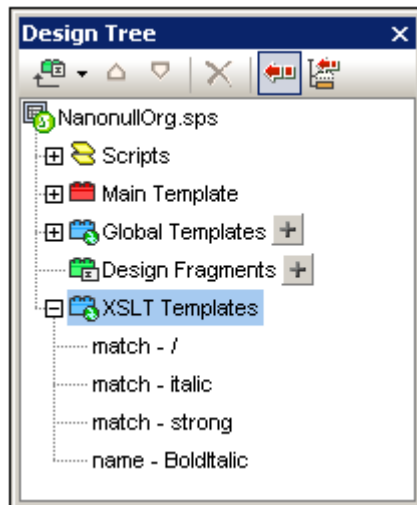 Design Tree
NanonullOrg.sps
Scripts
Main Template
Global Templates
Design Fragments
XSLT Templates
match - /
match - italic
match - strong
name - BoldItalic